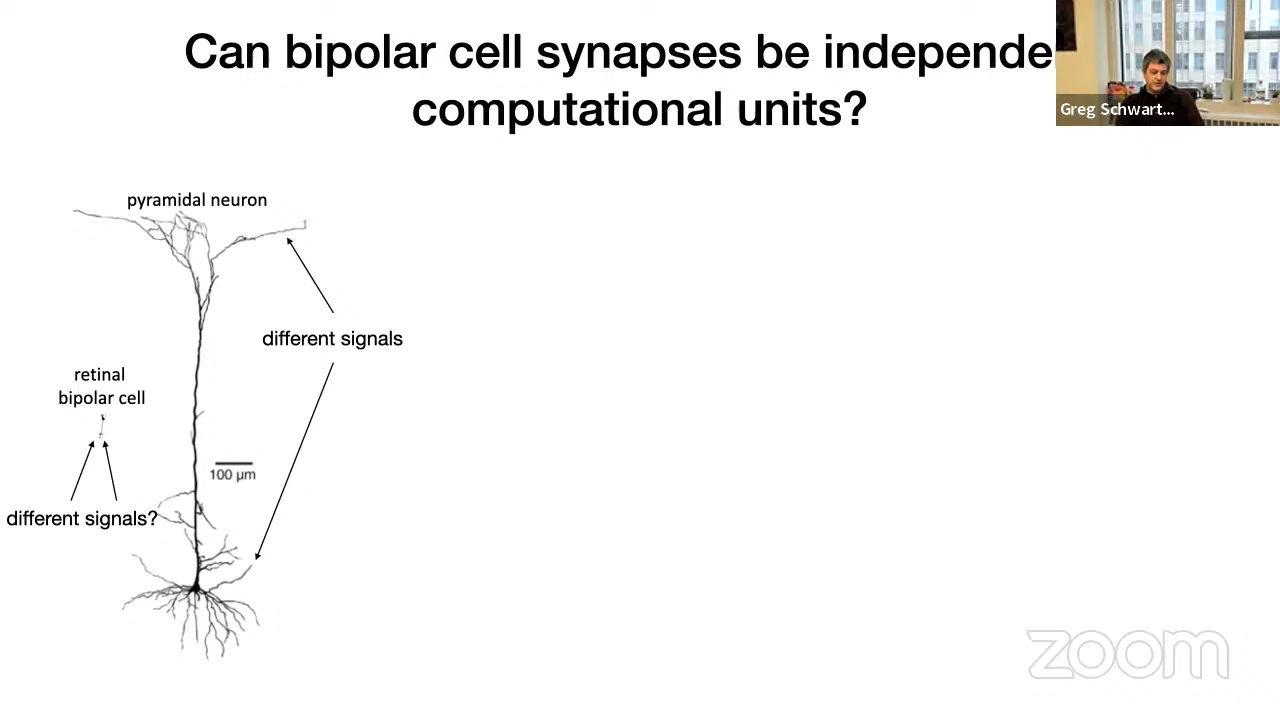 Can bipolar cell synapses be independe
computational units?
Greg Schwart...
pyramidal neuron
different signals
retinal
bipolar cell
100 µm
different signals?
zoom